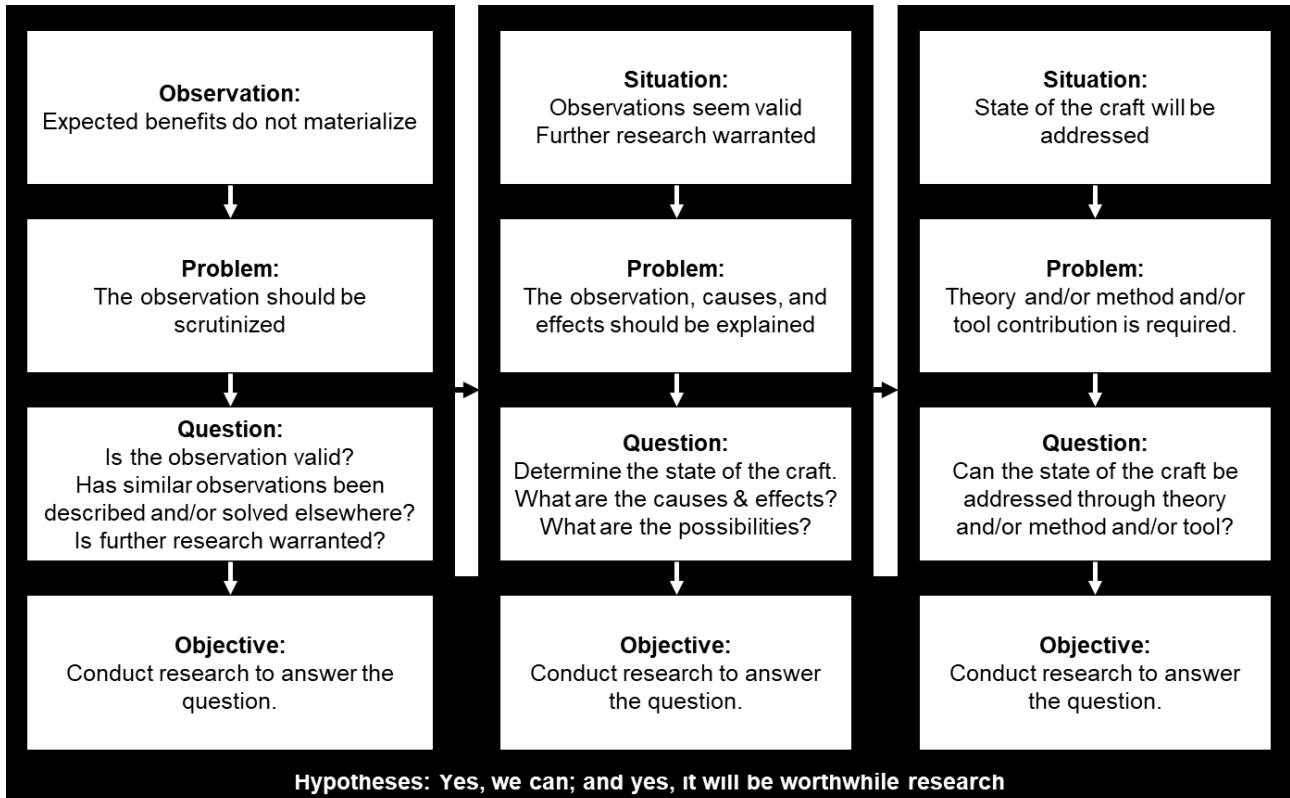 Observation:
Expected benefits do not materialize
Problem:
The observation should be
scrutinized
Question:
Is the observation valid?
Has similar observations been
described and/or solved elsewhere?
Is further research warranted?
Objective:
Conduct research to answer the
question.
Situation:
Observations seem valid
Further research warranted
Problem:
The observation, causes, and
effects should be explained
Question:
Determine the state of the craft.
What are the causes & effects?
What are the possibilities?
Objective:
Conduct research to answer
the question.
Situation:
State of the craft will be
addressed
Problem:
Theory and/or method and/or
tool contribution is required.
Question:
Can the state of the craft be
addressed through theory
and/or method and/or tool?
Objective:
Conduct research to answer
the question.
Hypotheses: Yes, we can; and yes, it will be worthwhile research